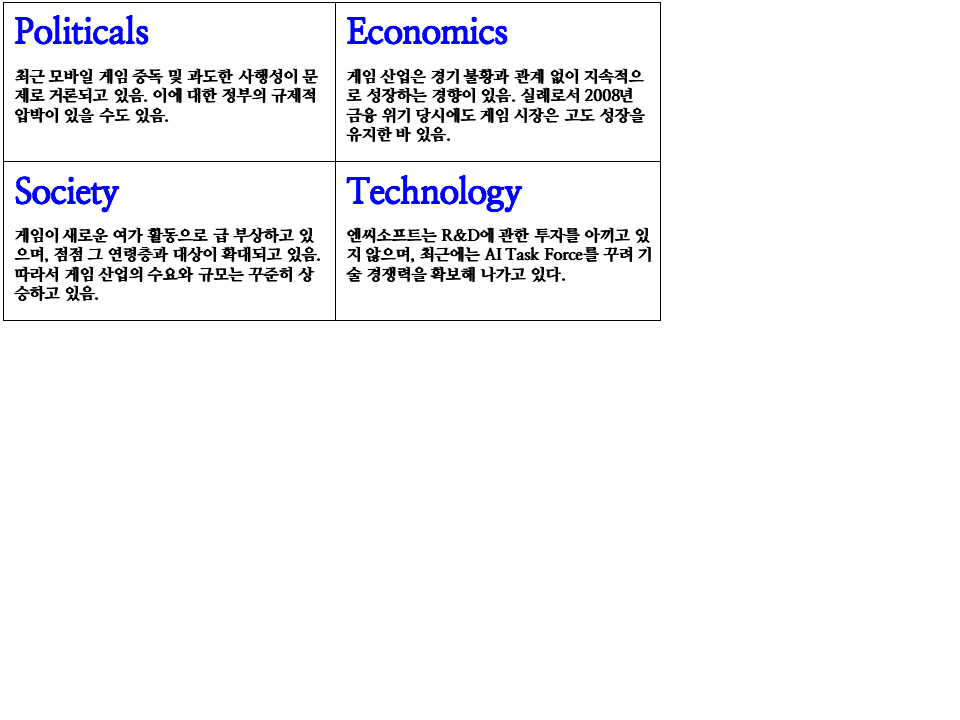 Politicals
최근 모바일 게임 중독 및 과도한 사행성이 문
제로 거론되고 있음. 이에 대한 정부의 규제적
압박이 있을 수도 있음.
Economics
게임 산업은 경기 불황과 관계 없이 지속적으
로 성장하는 경향이 있음. 실례로서 2008년
금융 위기 당시에도 게임 시장은 고도 성장을
유지한 바 있음.
Society
게임이 새로운 여가 활동으로 급 부상하고 있
으며, 점점 그 연령층과 대상이 확대되고 있음.
따라서 게임 산업의 수요와 규모는 꾸준히 상
승하고 있음.
Technology
엔씨소프트는 R&D에 관한 투자를 아끼고 있
지 않으며, 최근에는 AI Task Force를 꾸려 기
술 경쟁력을 확보해 나가고 있다.